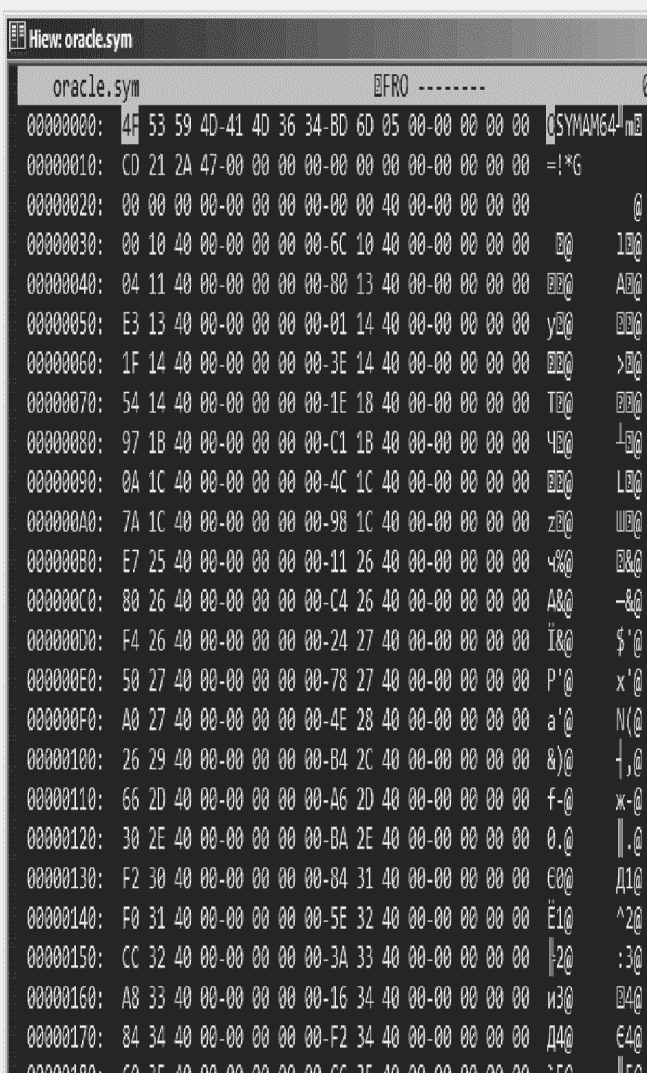 Hiew: oracle.sym
oracle.sym FRO --------
00000000: 4F 53 59 4D-41 4D 36 34-BD 6D 05 00-00 00 00 00 OSYMAM64╜m
00000010: CD 21 2A 47-00 00 00 00-00 00 00 00-00 00 00 00 =!*G
00000020: 00 00 00 00-00 00 00 00-00 00 40 00-00 00 00 00 @
00000030: 00 10 40 00-00 00 00 00-6C 10 40 00-00 00 00 00 @ l@
00000040: 04 11 40 00-00 00 00 00-80 13 40 00-00 00 00 00 @ А@
00000050: E3 13 40 00-00 00 00 00-01 14 40 00-00 00 00 00 у@ @
00000060: 1F 14 40 00-00 00 00 00-3E 14 40 00-00 00 00 00 @ >@
00000070: 54 14 40 00-00 00 00 00-1E 18 40 00-00 00 00 00 T@ @
00000080: 97 1B 40 00-00 00 00 00-C1 1B 40 00-00 00 00 00 Ч@ ┴@
00000090: 0A 1C 40 00-00 00 00 00-4C 1C 40 00-00 00 00 00 @ L@
000000A0: 7A 1C 40 00-00 00 00 00-98 1C 40 00-00 00 00 00 z@ Ш@
000000B0: E7 25 40 00-00 00 00 00-11 26 40 00-00 00 00 00 ч%@ &@
000000C0: 80 26 40 00-00 00 00 00-C4 26 40 00-00 00 00 00 А&@ ─&@
000000D0: F4 26 40 00-00 00 00 00-24 27 40 00-00 00 00 00 Ї&@ $'@
000000E0: 50 27 40 00-00 00 00 00-78 27 40 00-00 00 00 00 P'@ x'@
000000F0: A0 27 40 00-00 00 00 00-4E 28 40 00-00 00 00 00 а'@ N(@
00000100: 26 29 40 00-00 00 00 00-B4 2C 40 00-00 00 00 00 &)@ ┤,@
00000110: 66 2D 40 00-00 00 00 00-A6 2D 40 00-00 00 00 00 f-@ ж-@
00000120: 30 2E 40 00-00 00 00 00-BA 2E 40 00-00 00 00 00 0.@ ║.@
00000130: F2 30 40 00-00 00 00 00-84 31 40 00-00 00 00 00 Є0@ Д1@
00000140: F0 31 40 00-00 00 00 00-5E 32 40 00-00 00 00 00 Ё1@ ^2@
00000150: CC 32 40 00-00 00 00 00-3A 33 40 00-00 00 00 00 ╠2@ :3@
00000160: A8 33 40 00-00 00 00 00-16 34 40 00-00 00 00 00 и3@ 4@
00000170: 84 34 40 00-00 00 00 00-F2 34 40 00-00 00 00 00 Д4@ Є4@